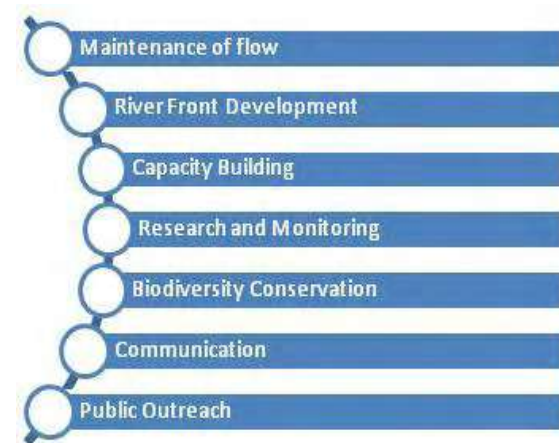 Maintenance of flow
River Front Development
Capacity Building
Research and Monitoring
Biodiversity Conservation
Communication
Public Outreach